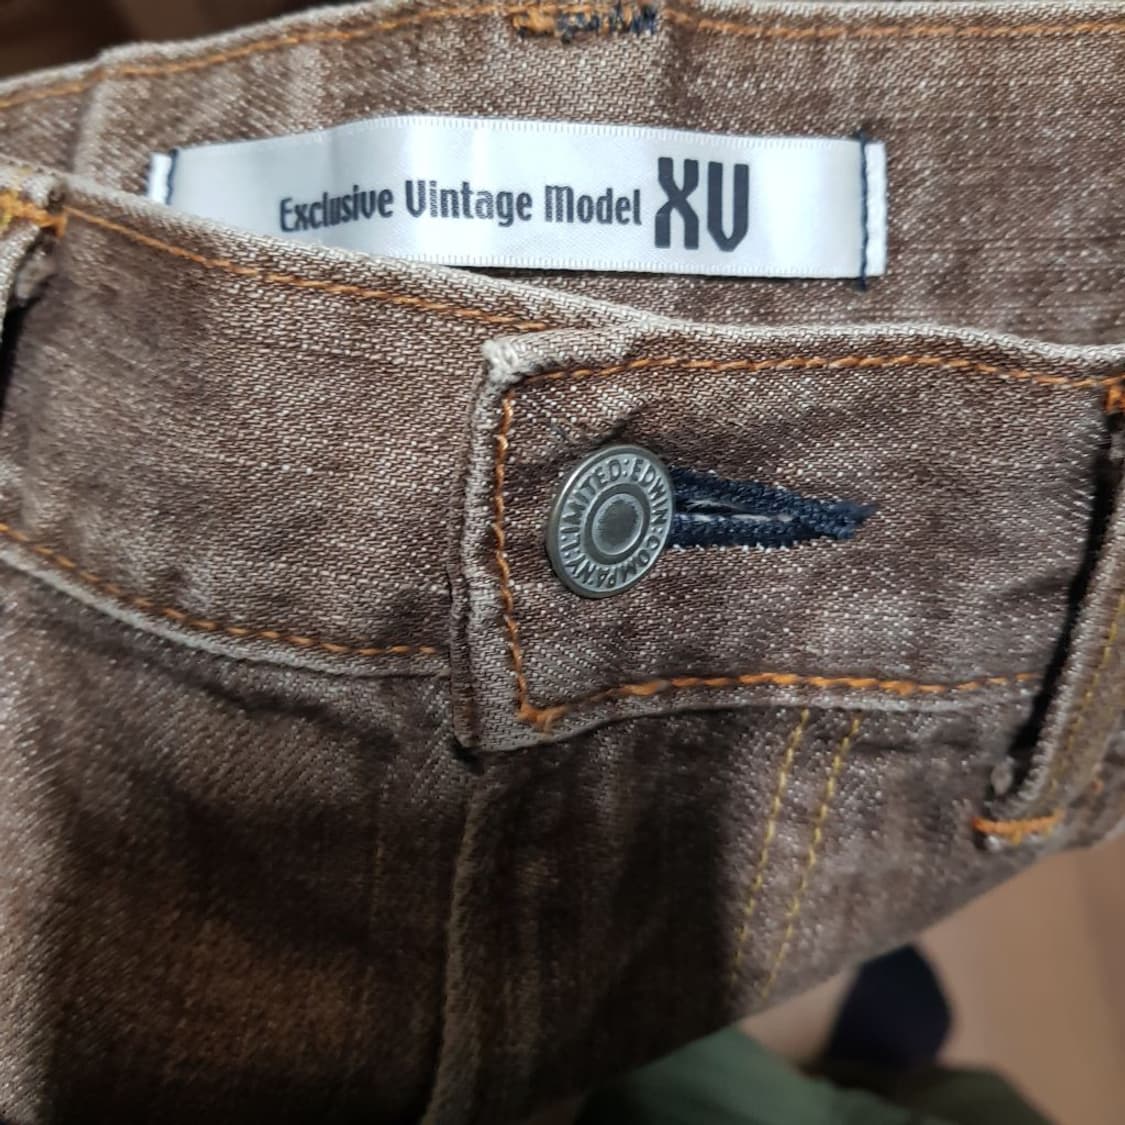 Exclusive Vintage Model XV
LIMITED:EDWIN:COMPANY: